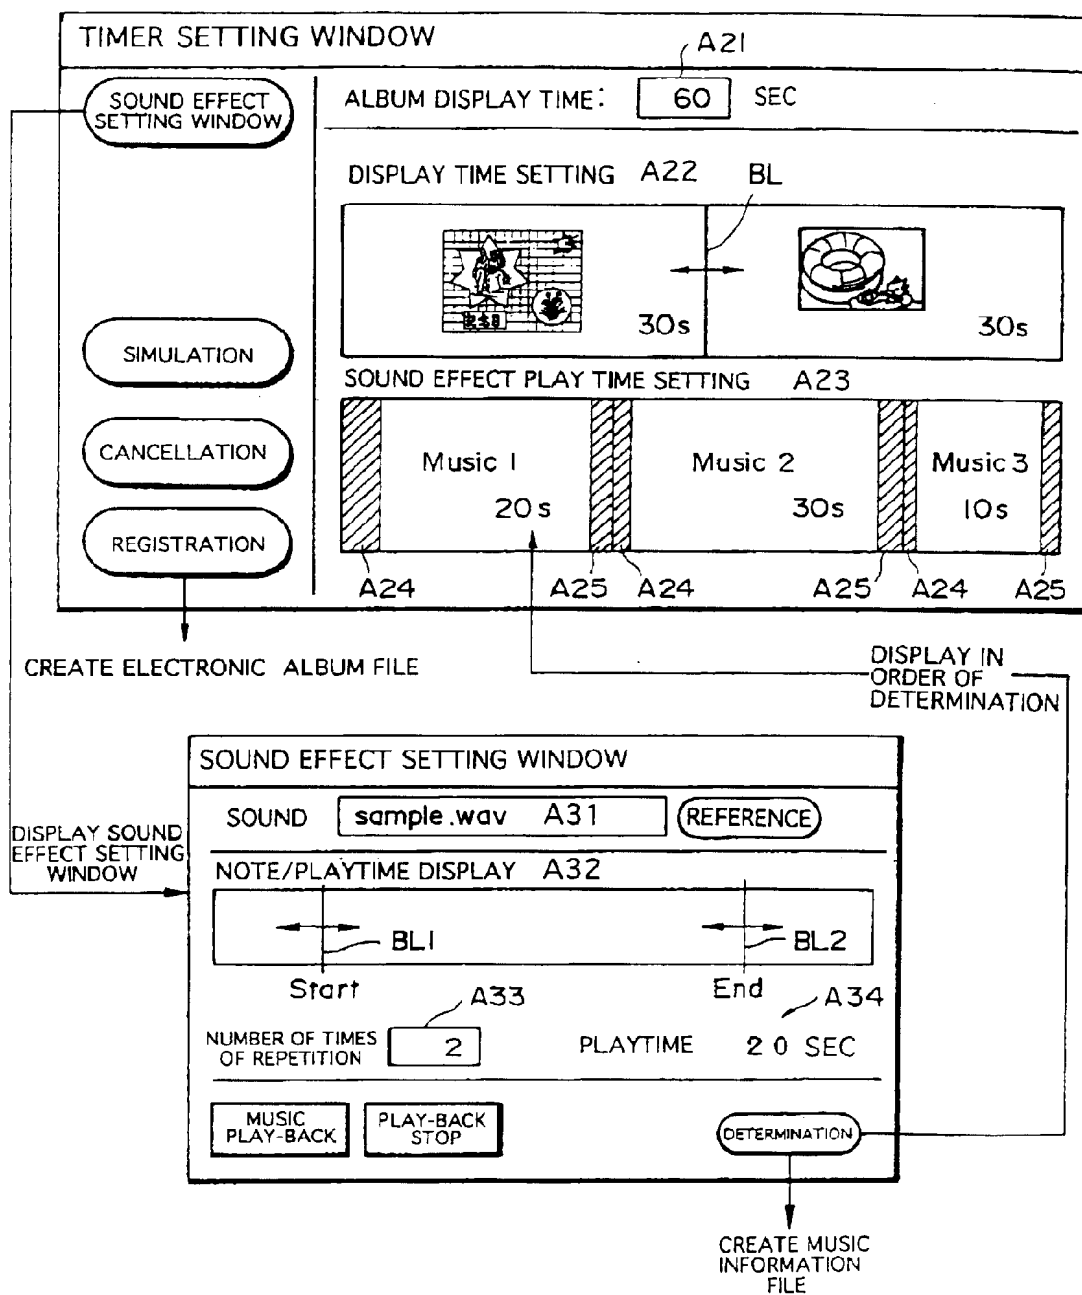 TIMER SETTING WINDOW
A21
SOUND EFFECT
SETTING WINDOW
ALBUM DISPLAY TIME: 60 SEC
DISPLAY TIME SETTING A22 BL
30s
30s
SIMULATION
SOUND EFFECT PLAY TIME SETTING A23
CANCELLATION
Music 1
20s
Music 2
30s
Music 3
10s
REGISTRATION
A24 A25 A24 A25 A24 A25
CREATE ELECTRONIC ALBUM FILE
DISPLAY IN
ORDER OF
DETERMINATION
SOUND EFFECT SETTING WINDOW
SOUND sample.wav A31 REFERENCE
DISPLAY SOUND
EFFECT SETTING
WINDOW
NOTE/PLAYTIME DISPLAY A32
BL1 BL2
Start End
A33 A34
NUMBER OF TIMES
OF REPETITION
2
PLAYTIME 20 SEC
MUSIC
PLAY-BACK
PLAY-BACK
STOP
DETERMINATION
CREATE MUSIC
INFORMATION
FILE